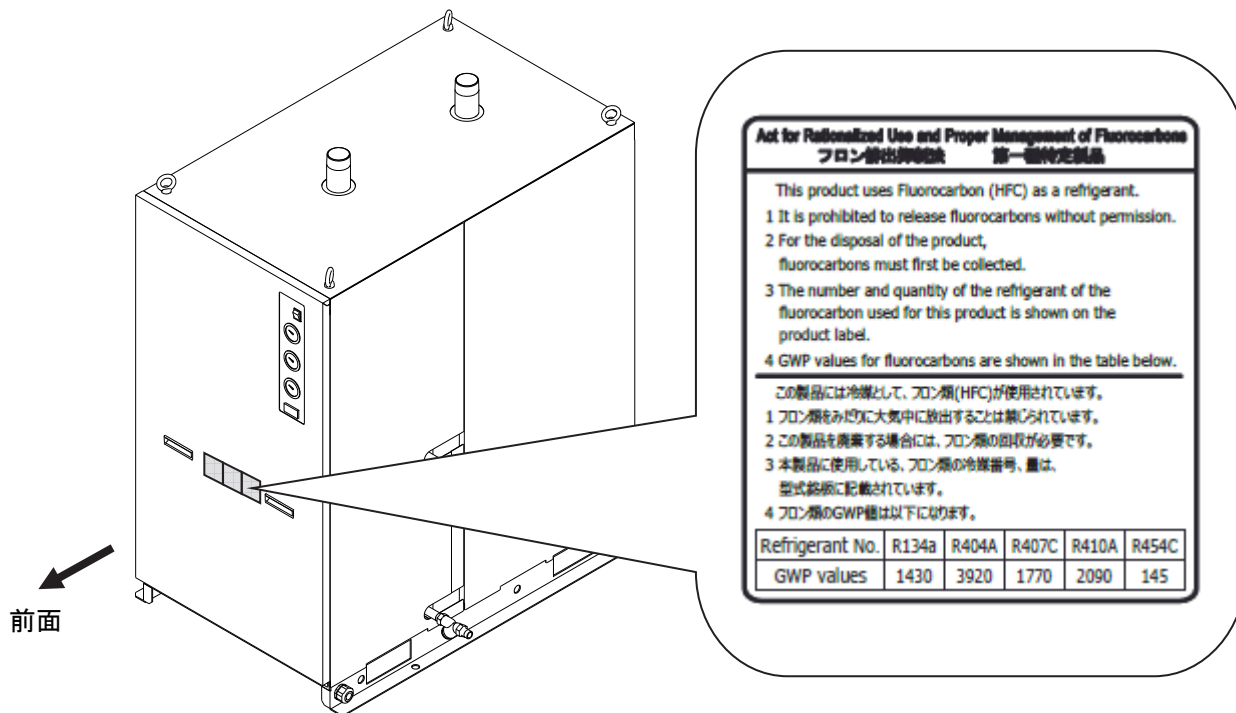 Act for Rationalized Use and Proper Management of Fluorocarbons
フロン排出抑制法 第一種特定製品
This product uses Fluorocarbon (HFC) as a refrigerant.
1 It is prohibited to release fluorocarbons without permission.
2 For the disposal of the product,
fluorocarbons must first be collected.
3 The number and quantity of the refrigerant of the
fluorocarbon used for this product is shown on the
product label.
4 GWP values for fluorocarbons are shown in the table below.
この製品には冷媒として、フロン類(HFC)が使用されています。
1 フロン類をみだりに大気中に放出することは禁じられています。
2 この製品を廃棄する場合には、フロン類の回収が必要です。
3 本製品に使用している、フロン類の冷媒番号、量は、
型式銘板に記載されています。
4 フロン類のGWP値は以下になります。
Refrigerant No. R134a R404A R407C R410A R454C
GWP values 1430 3920 1770 2090 145
前面